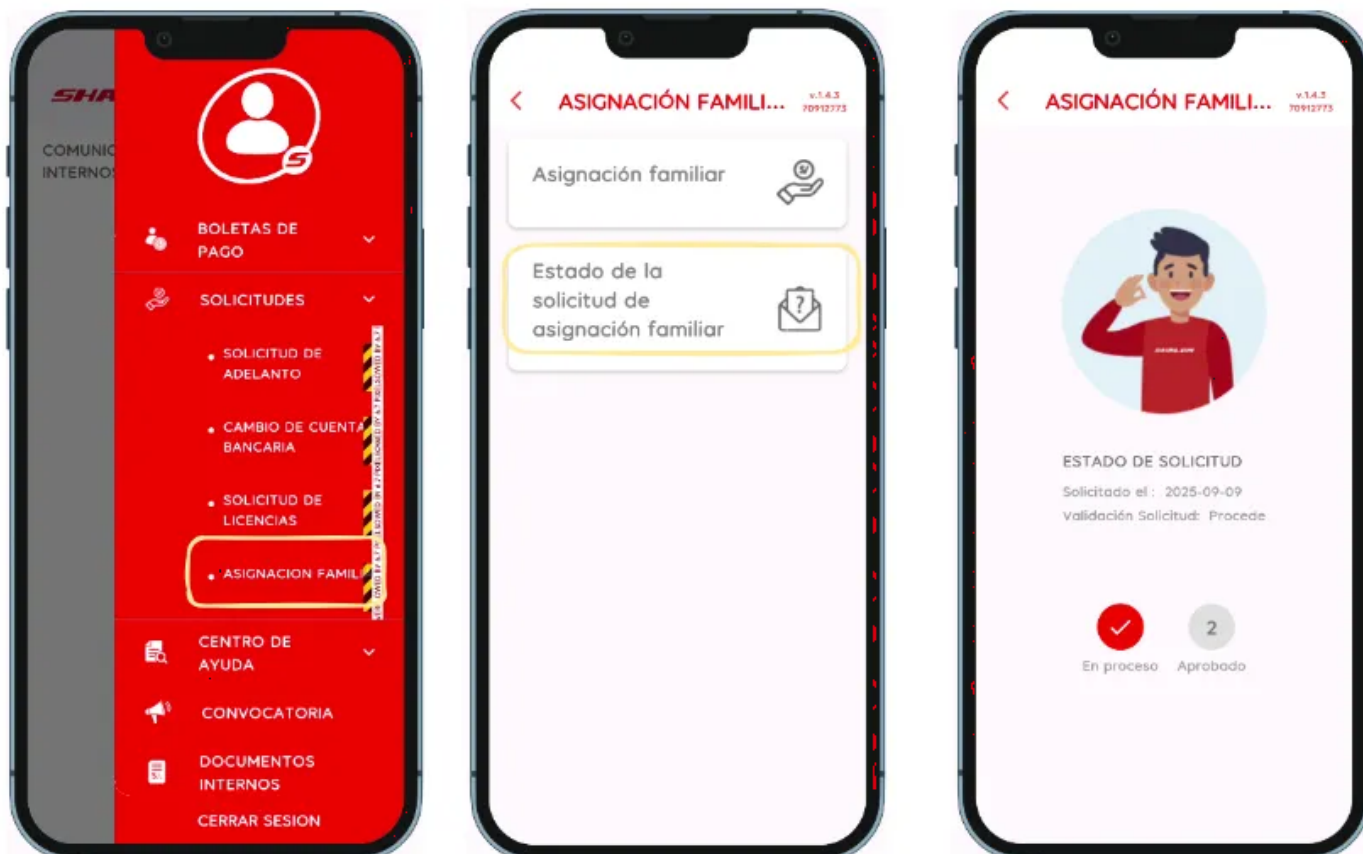 SHA
COMUNIC
INTERNOS
BOLETAS DE
PAGO
SOLICITUDES
SOLICITUD DE
ADELANTO
CAMBIO DE CUENTA
BANCARIA
SOLICITUD DE
LICENCIAS
ASIGNACION FAMILI
CENTRO DE
AYUDA
CONVOCATORIA
DOCUMENTOS
INTERNOS
CERRAR SESION
ASIGNACIÓN FAMILI...
v.1.4.3
70912773
Asignación familiar
S/
Estado de la
solicitud de
asignación familiar
?
ASIGNACIÓN FAMILI...
v.1.4.3
70912773
ESTADO DE SOLICITUD
Solicitado el : 2025-09-09
Validación Solicitud: Procede
2
En proceso Aprobado